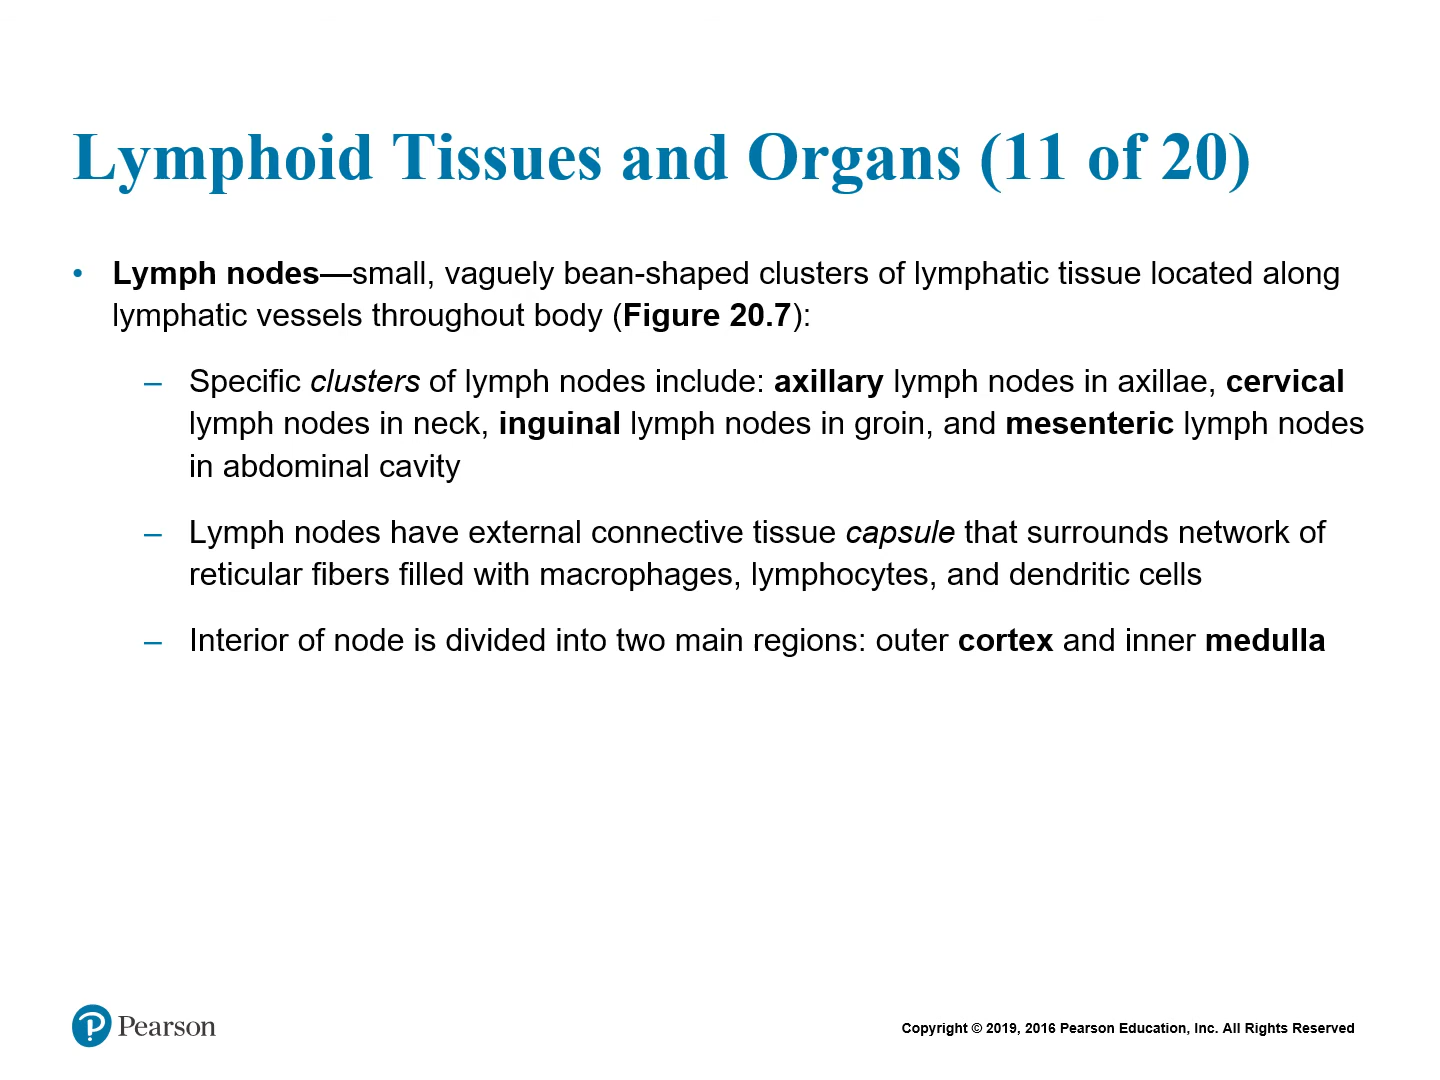 Lymphoid Tissues and Organs (11 of 20)
• Lymph nodes—small, vaguely bean-shaped clusters of lymphatic tissue located along
lymphatic vessels throughout body (Figure 20.7):
– Specific clusters of lymph nodes include: axillary lymph nodes in axillae, cervical
lymph nodes in neck, inguinal lymph nodes in groin, and mesenteric lymph nodes
in abdominal cavity
– Lymph nodes have external connective tissue capsule that surrounds network of
reticular fibers filled with macrophages, lymphocytes, and dendritic cells
– Interior of node is divided into two main regions: outer cortex and inner medulla
Pearson
Copyright © 2019, 2016 Pearson Education, Inc. All Rights Reserved